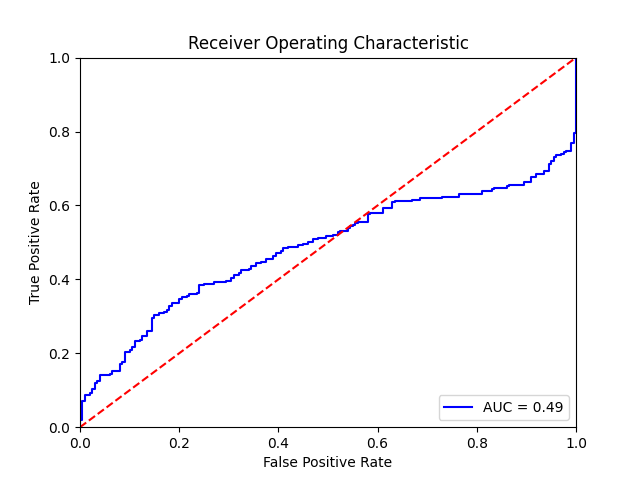 Receiver Operating Characteristic
1.0
0.8
0.6
0.4
0.2
0.0
True Positive Rate
AUC = 0.49
0.0 0.2 0.4 0.6 0.8 1.0
False Positive Rate